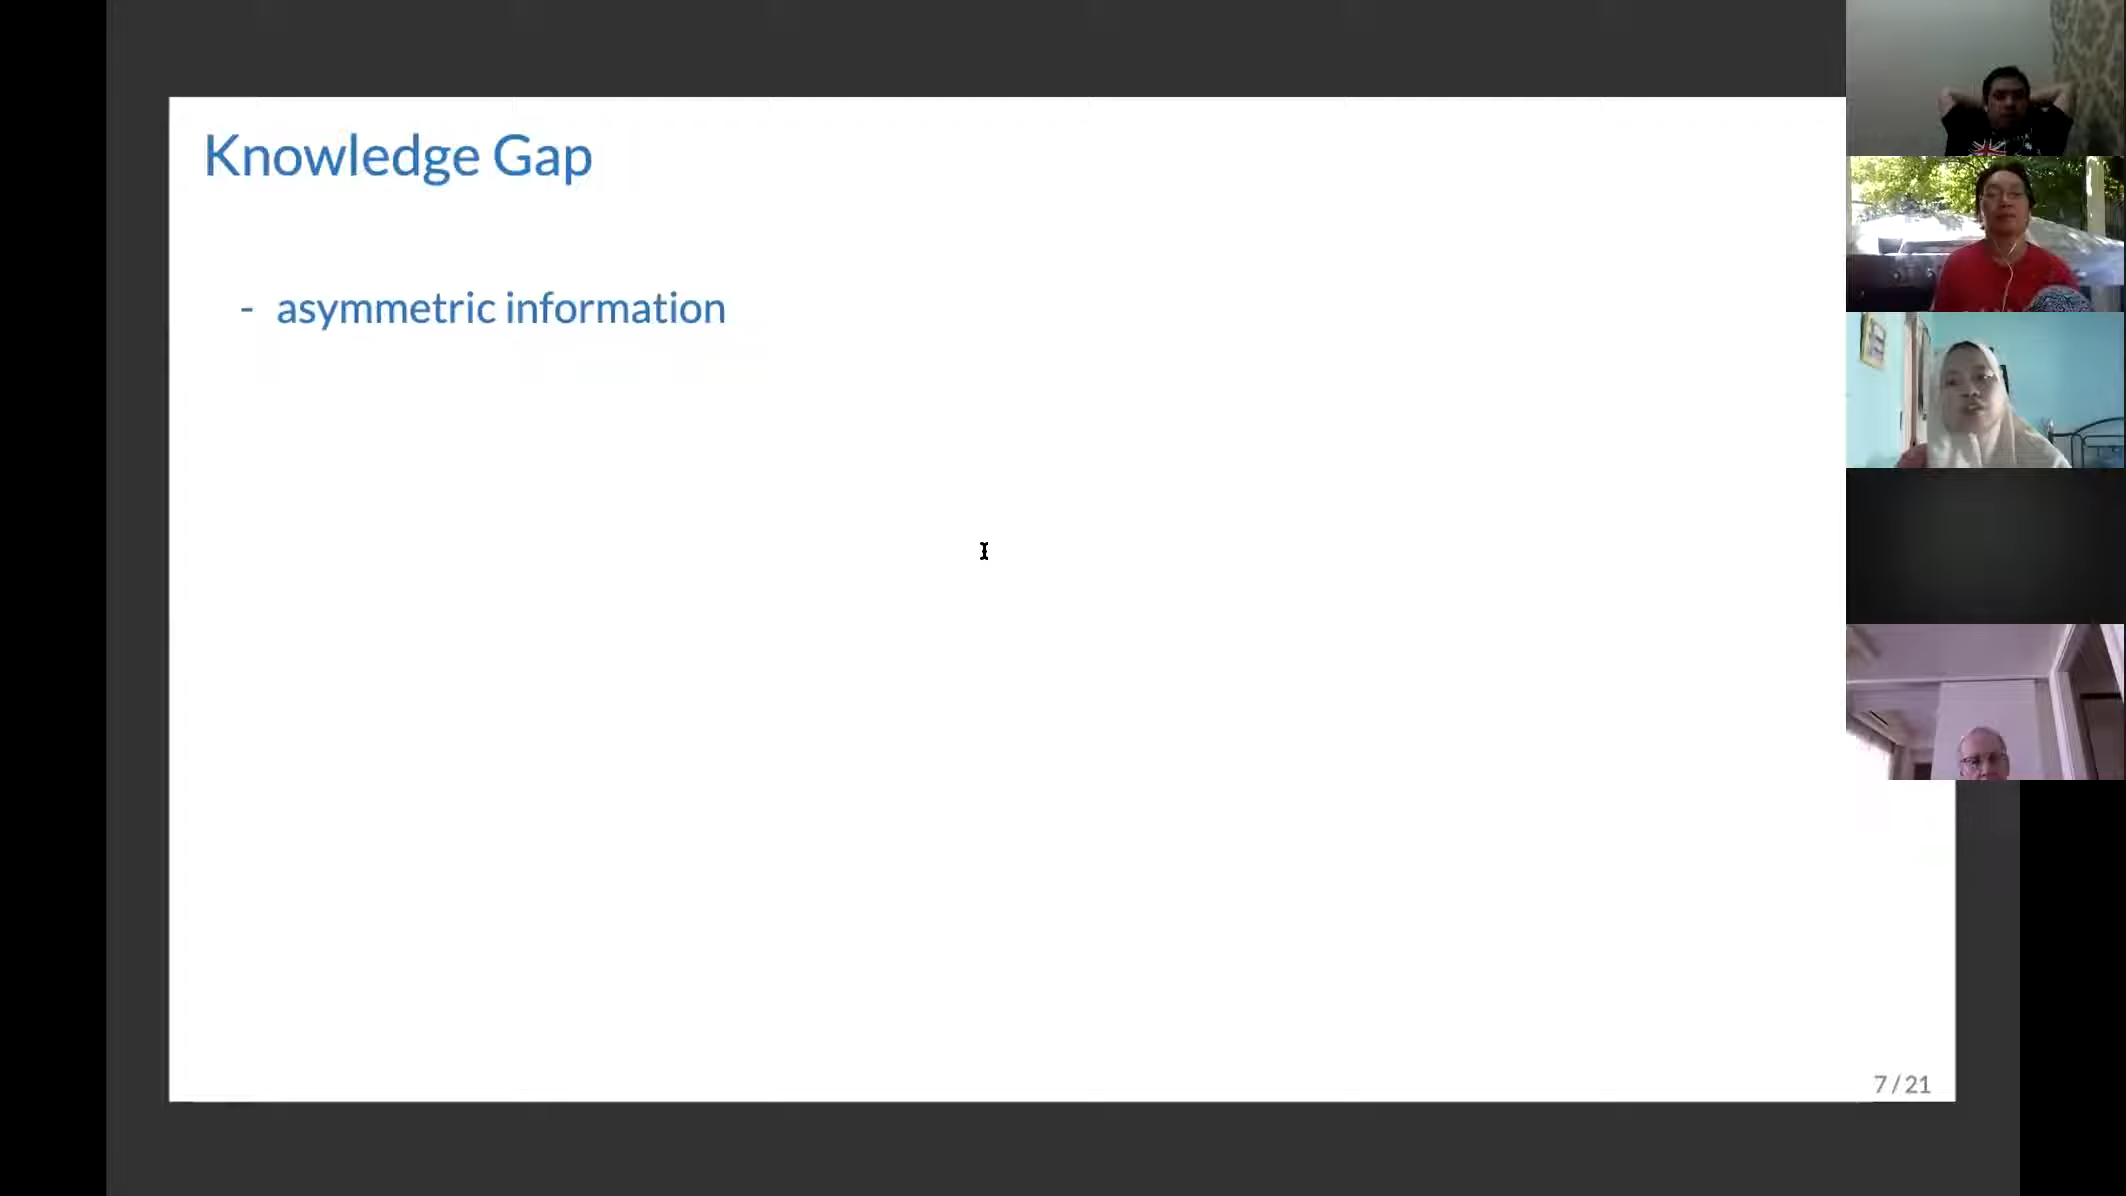 Knowledge Gap
- asymmetric information
7 / 21